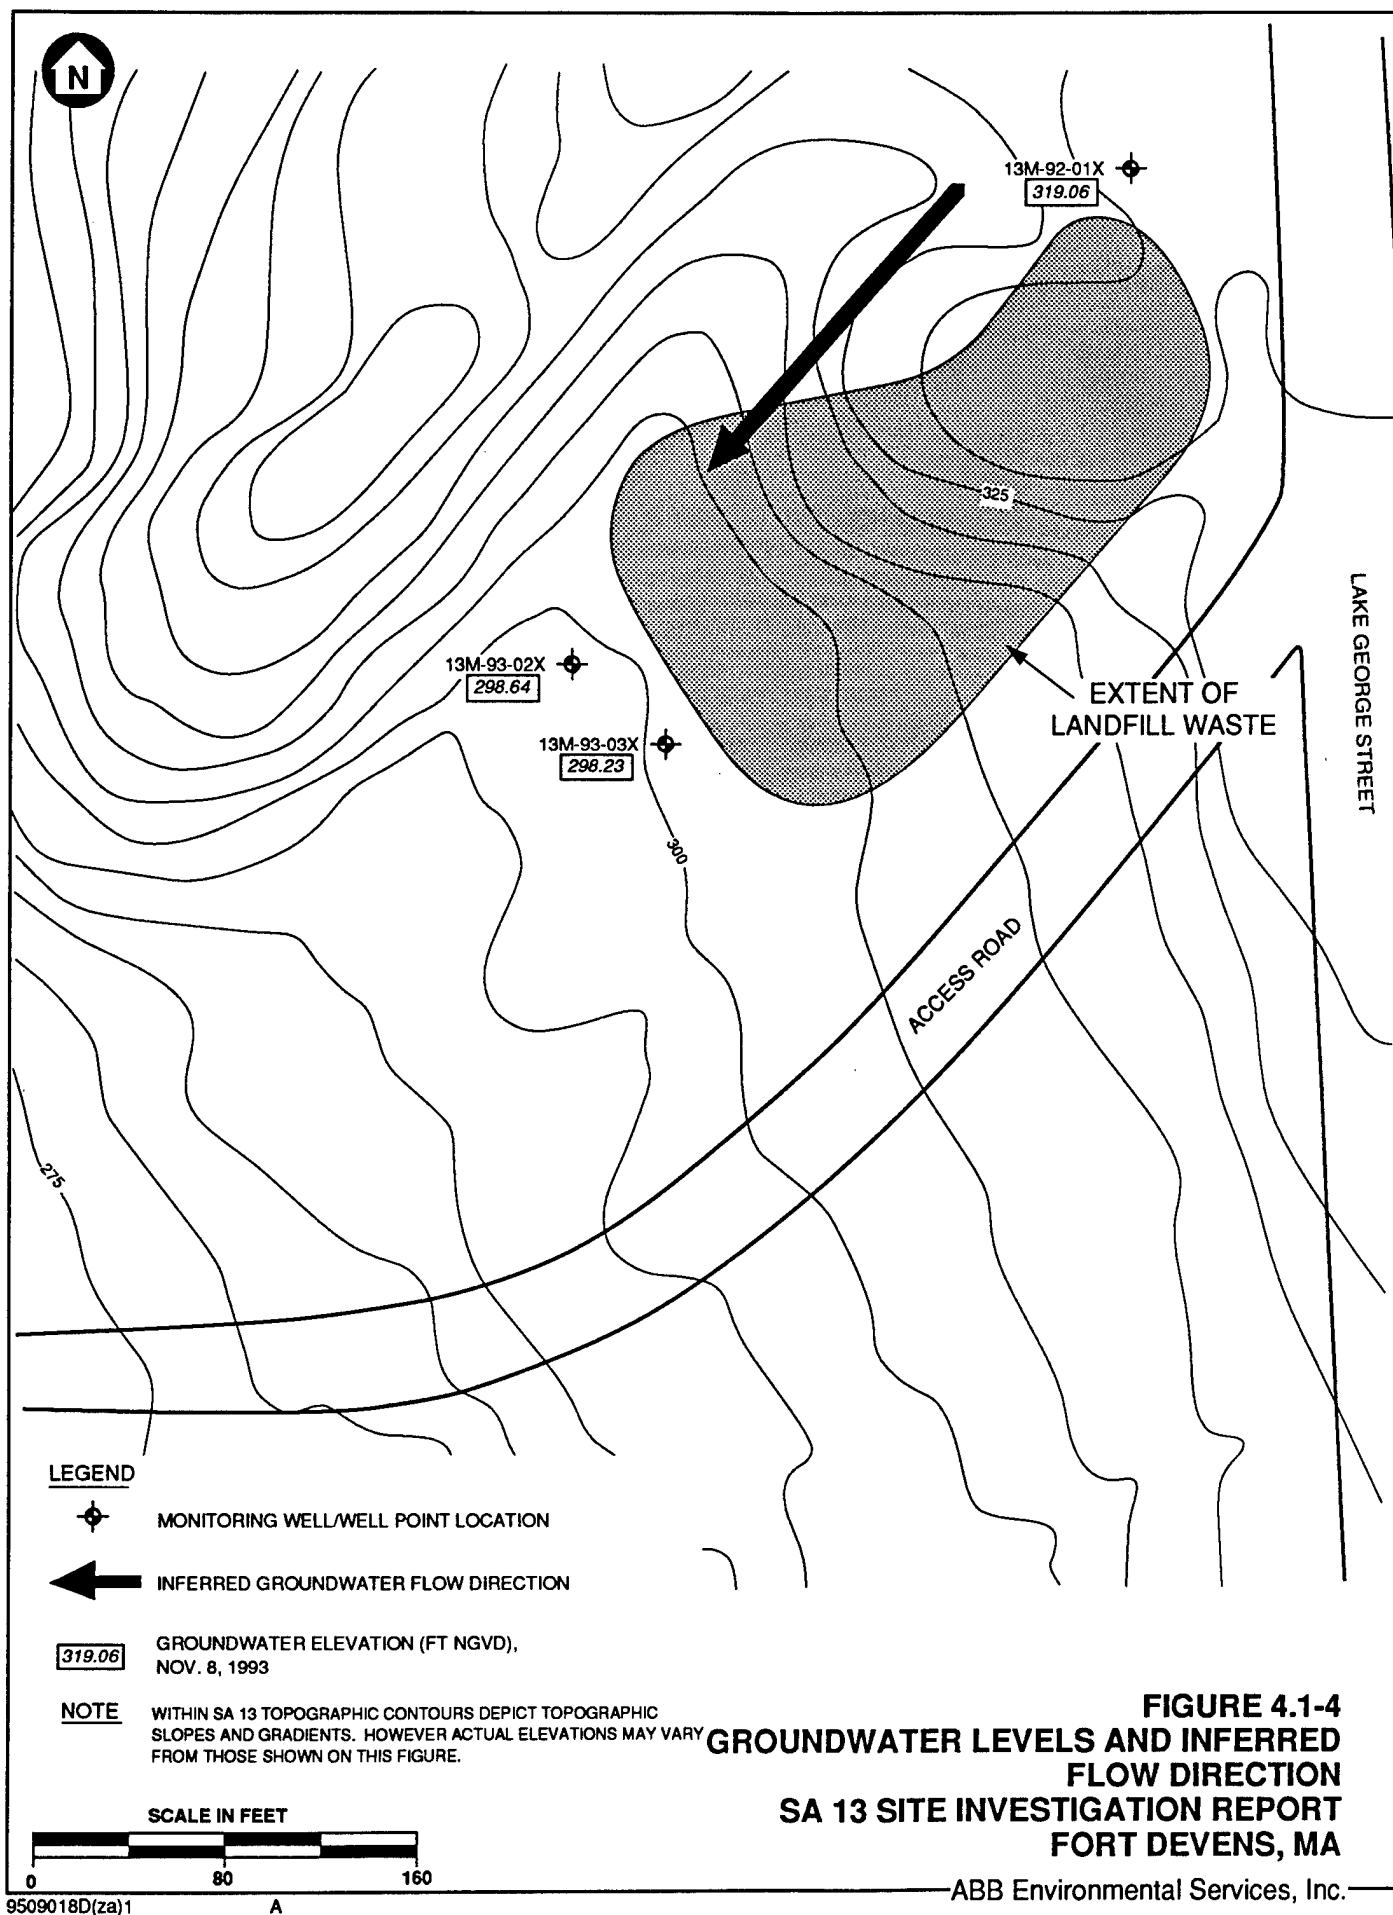 N
13M-92-01X
319.06
325
LAKE GEORGE STREET
13M-93-02X
298.64
EXTENT OF
LANDFILL WASTE
13M-93-03X
298.23
300
ACCESS ROAD
275
LEGEND
MONITORING WELL/WELL POINT LOCATION
INFERRED GROUNDWATER FLOW DIRECTION
319.06
GROUNDWATER ELEVATION (FT NGVD),
NOV. 8, 1993
NOTE
WITHIN SA 13 TOPOGRAPHIC CONTOURS DEPICT TOPOGRAPHIC
SLOPES AND GRADIENTS. HOWEVER ACTUAL ELEVATIONS MAY VARY
FROM THOSE SHOWN ON THIS FIGURE.
FIGURE 4.1-4
GROUNDWATER LEVELS AND INFERRED
FLOW DIRECTION
SA 13 SITE INVESTIGATION REPORT
FORT DEVENS, MA
SCALE IN FEET
0 80 160
ABB Environmental Services, Inc.
9509018D(za)1 A